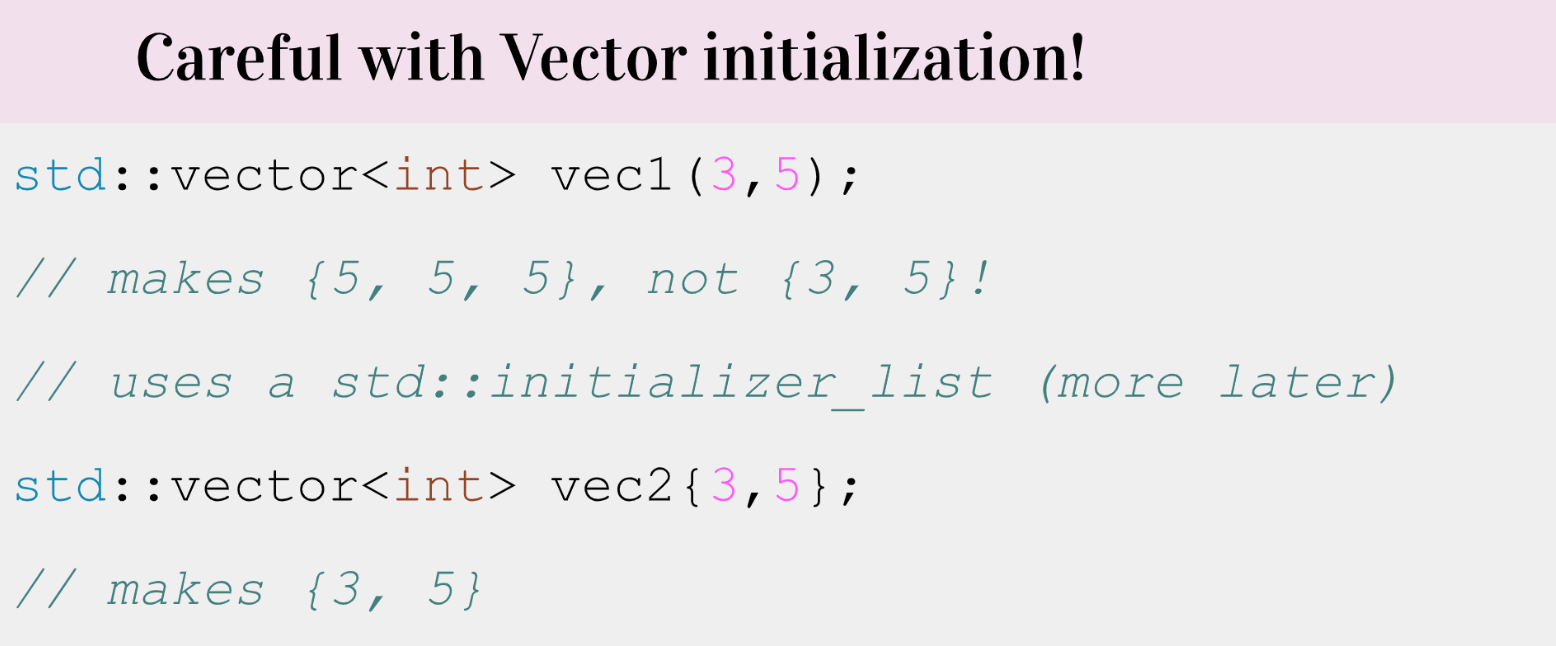 Careful with Vector initialization!
std::vector<int> vec1(3,5);
// makes {5, 5, 5}, not {3, 5}!
// uses a std::initializer_list (more later)
std::vector<int> vec2{3,5};
// makes {3, 5}